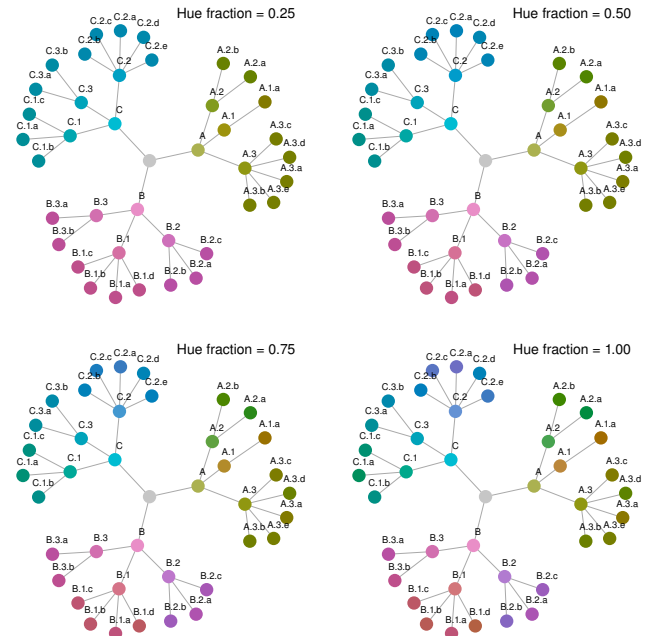 Hue fraction = 0.25
C.2.c
C.2.a
C.2.d
C.2.b
C.2.e
C.3.b
C.2
A.2.b
A.2.a
C.3.a
C.3
A.2
A.1.a
C.1.c
C
A.1
C.1.a
C.1
A.3.c
C.1.b
A
A.3.d
A.3
A.3.a
A.3.b
A.3.e
B
B.3.a
B.3
B.3.b
B.1
B.2
B.2.c
B.1.c
B.1.b
B.1.a
B.1.d
B.2.b
B.2.a
Hue fraction = 0.50
C.2.c
C.2.a
C.2.d
C.2.b
C.2.e
C.3.b
C.2
A.2.b
A.2.a
C.3.a
C.3
A.2
A.1.a
C.1.c
C
A.1
C.1.a
C.1
A.3.c
C.1.b
A
A.3.d
A.3
A.3.a
A.3.b
A.3.e
B
B.3.a
B.3
B.3.b
B.1
B.2
B.2.c
B.1.c
B.1.b
B.1.a
B.1.d
B.2.b
B.2.a
Hue fraction = 0.75
C.2.c
C.2.a
C.2.d
C.2.b
C.2.e
C.3.b
C.2
A.2.b
A.2.a
C.3.a
C.3
A.2
A.1.a
C.1.c
C
A.1
C.1.a
C.1
A.3.c
C.1.b
A
A.3.d
A.3
A.3.a
A.3.b
A.3.e
B
B.3.a
B.3
B.3.b
B.1
B.2
B.2.c
B.1.c
B.1.b
B.1.a
B.1.d
B.2.b
B.2.a
Hue fraction = 1.00
C.2.c
C.2.a
C.2.d
C.2.b
C.2.e
C.3.b
C.2
A.2.b
A.2.a
C.3.a
C.3
A.2
A.1.a
C.1.c
C
A.1
C.1.a
C.1
A.3.c
C.1.b
A
A.3.d
A.3
A.3.a
A.3.b
A.3.e
B
B.3.a
B.3
B.3.b
B.1
B.2
B.2.c
B.1.c
B.1.b
B.1.a
B.1.d
B.2.b
B.2.a